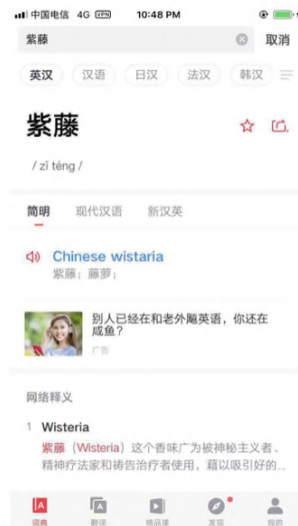 中国电信 4G VPN 10:48 PM
紫藤 取消
英汉 汉语 日汉 法汉 韩汉
紫藤
/ zǐ téng /
简明 现代汉语 新汉英
Chinese wistaria
紫藤；藤萝；
别人已经在和老外飚英语，你还在
咸鱼？
广告
网络释义
1 Wisteria
紫藤（Wisteria）这个香味广为被神秘主义者、
精神疗法家和祷告治疗者使用，藉以吸引好的…
词典 翻译 精品课 发现 我的